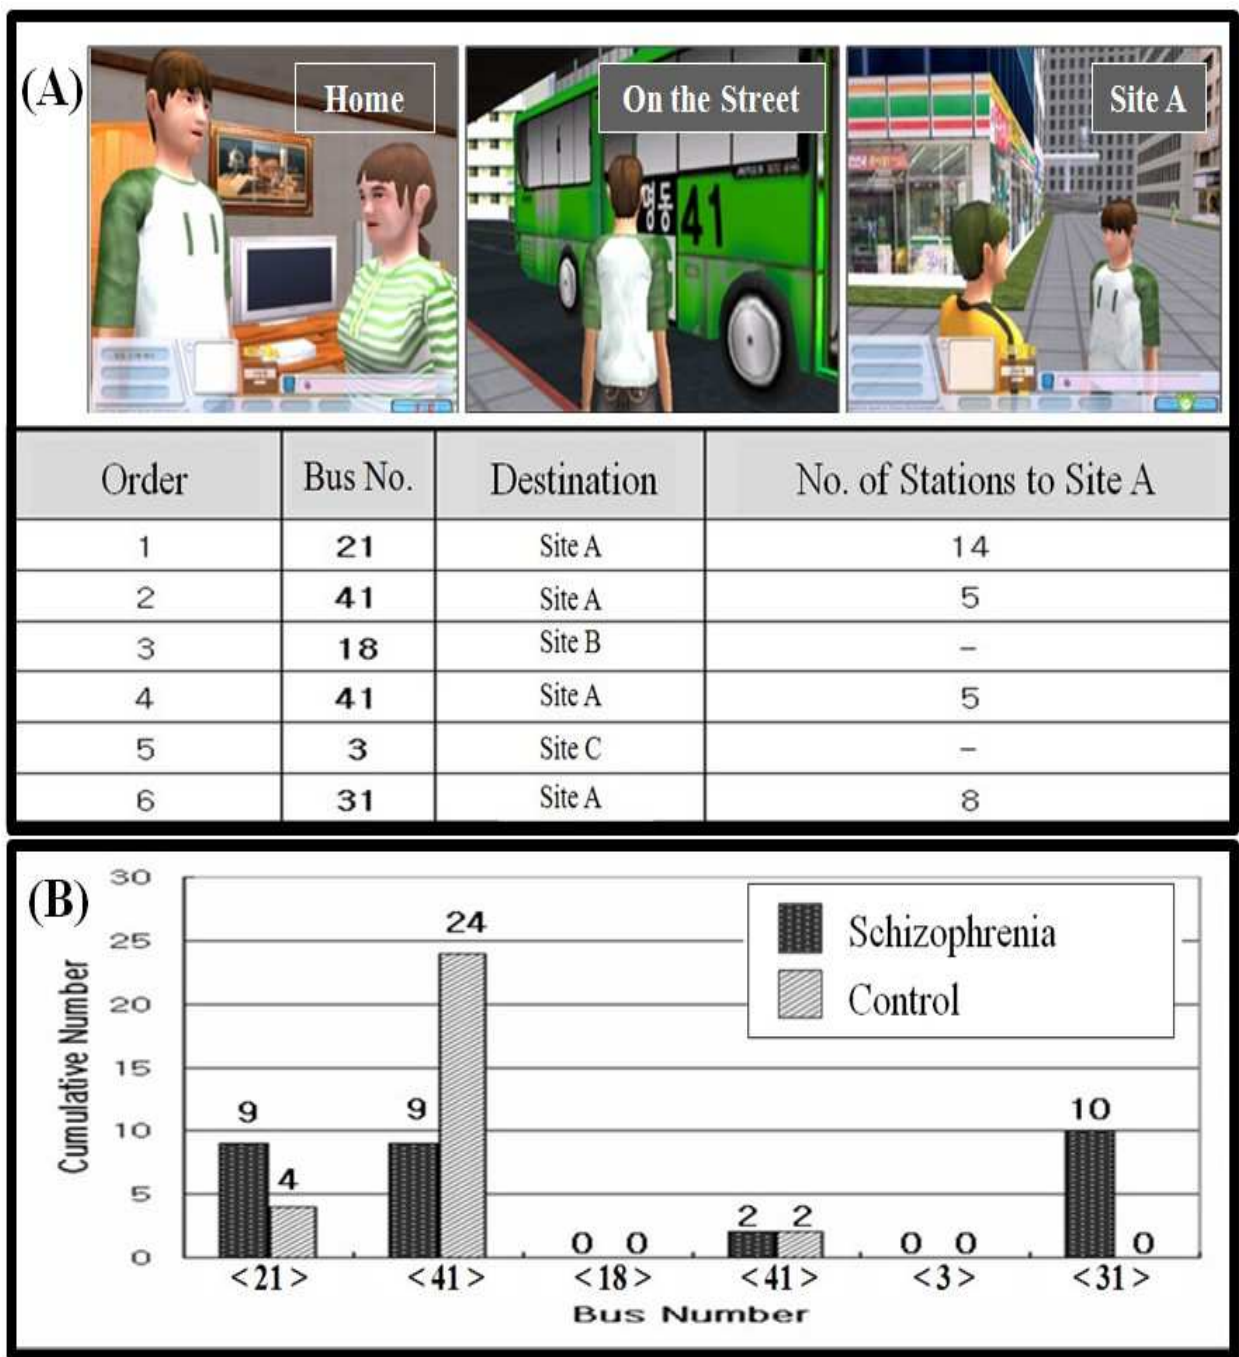 (A)
Home
On the Street
Site A
41
Order Bus No. Destination No. of Stations to Site A
1 21 Site A 14
2 41 Site A 5
3 18 Site B –
4 41 Site A 5
5 3 Site C –
6 31 Site A 8
(B)
30
25
20
15
10
5
0
Cumulative Number
Schizophrenia
Control
9 4
9 24
0 0
2 2
0 0
10 0
<21> <41> <18> <41> <3> <31>
Bus Number